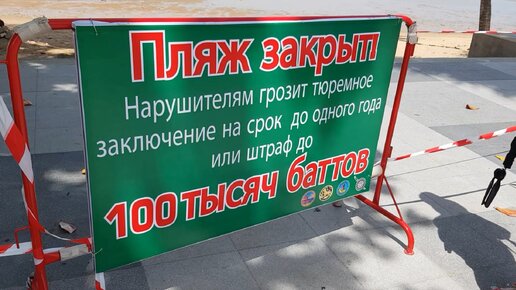 Пляж закрыт!
Нарушителям грозит тюремное
заключение на срок до одного года
или штраф до
100 тысяч баттов